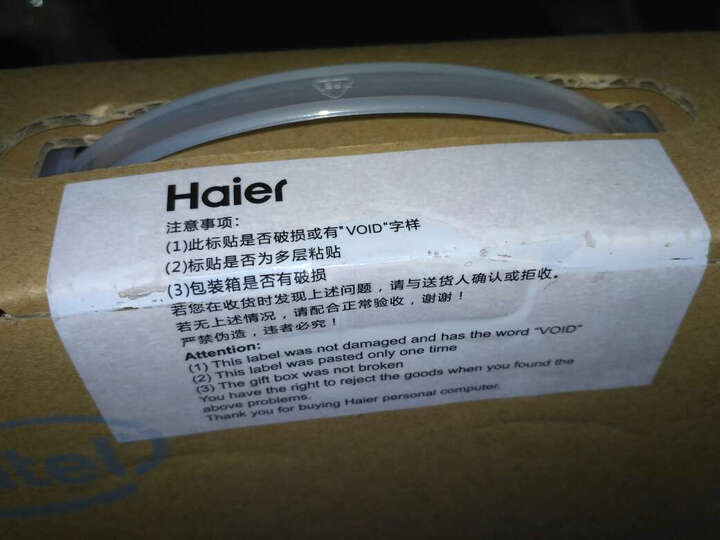 Haier
注意事项:
(1)此标贴是否破损或有"VOID"字样
(2)标贴是否为多层粘贴
(3)包装箱是否有破损
若您在收货时发现上述问题，请与送货人确认或拒收。
若无上述情况，请配合正常验收，谢谢！
严禁伪造，违者必究！
Attention:
(1) This label was not damaged and has the word "VOID"
(2) This label was pasted only one time
(3) The gift box was not broken
You have the right to reject the goods when you found the
above problems.
Thank you for buying Haier personal computer.
intel